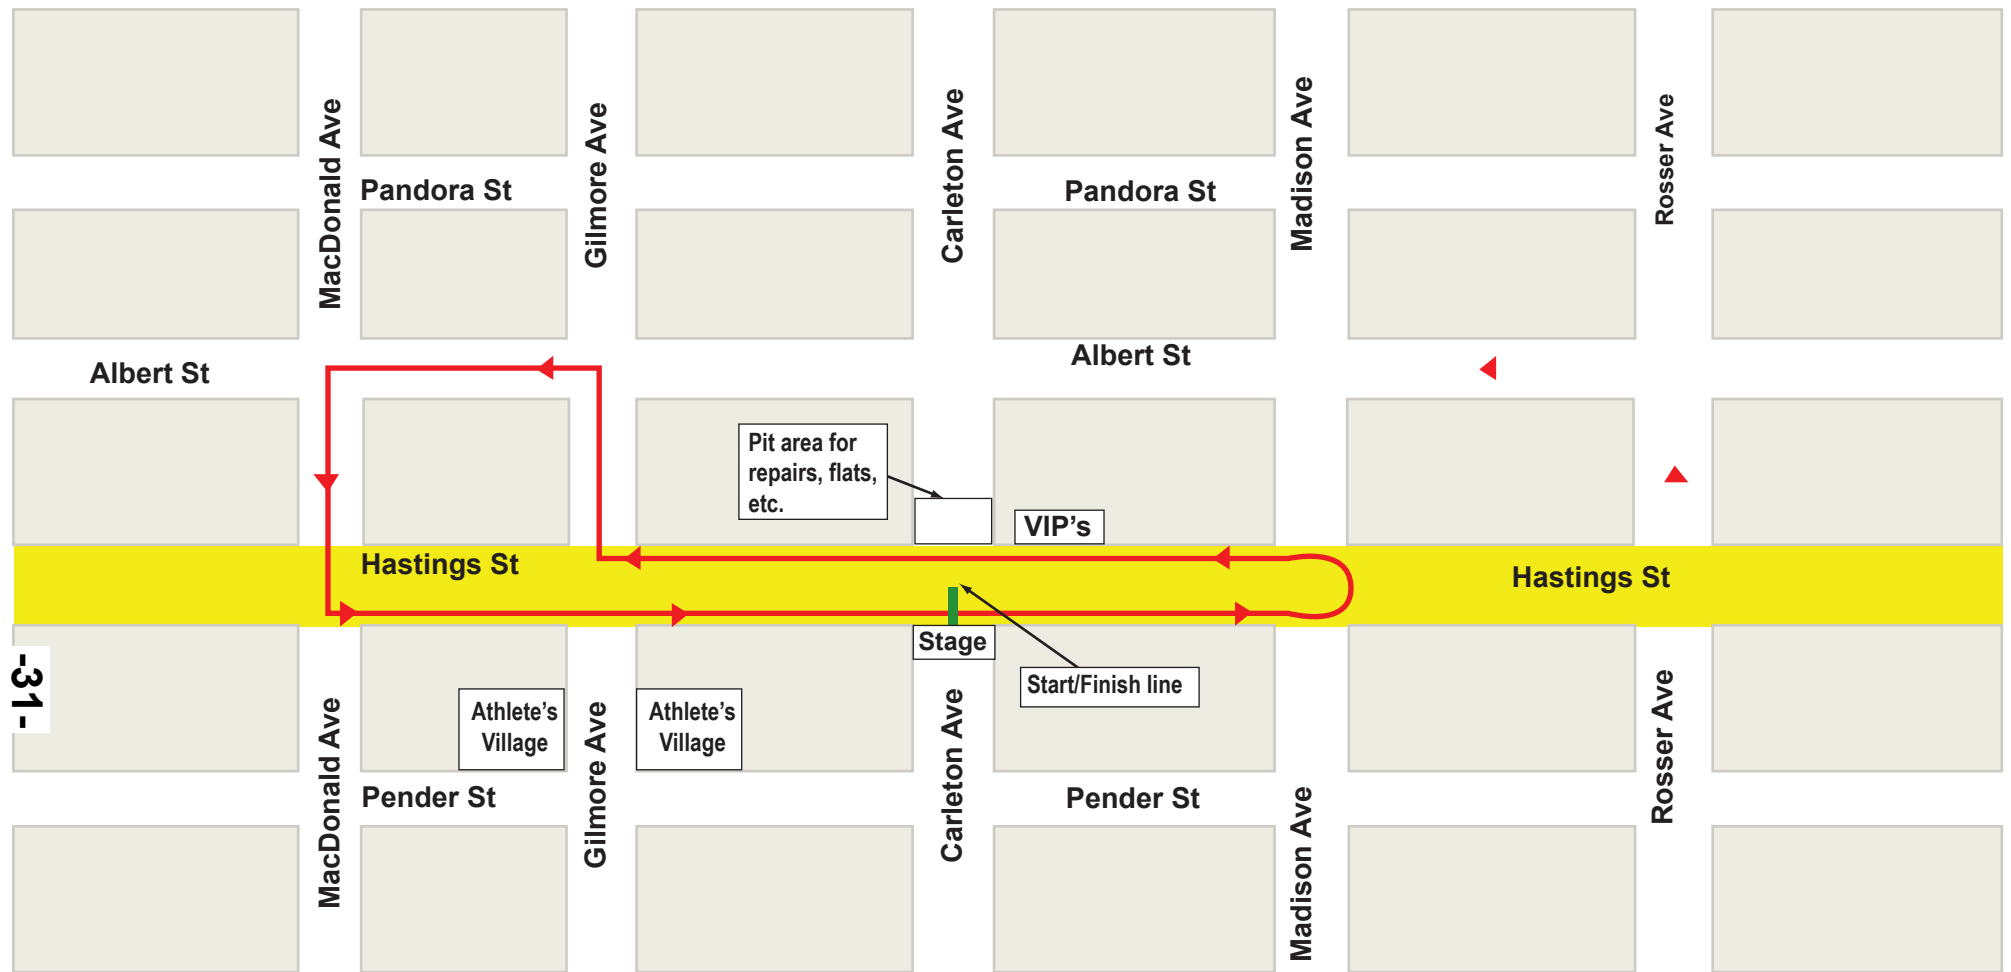 MacDonald Ave
Gilmore Ave
Carleton Ave
Madison Ave
Rosser Ave
Pandora St
Pandora St
Albert St
Albert St
Pit area for
repairs, flats,
etc.
VIP's
Hastings St
Hastings St
Stage
Start/Finish line
-31-
Athlete's
Village
Athlete's
Village
MacDonald Ave
Gilmore Ave
Carleton Ave
Madison Ave
Rosser Ave
Pender St
Pender St